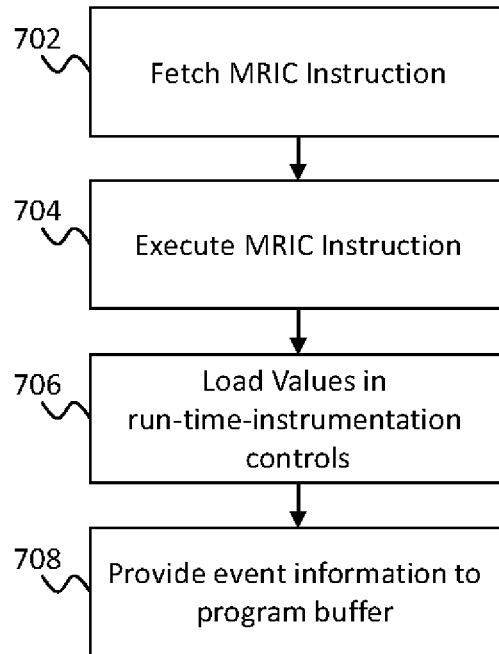 702
Fetch MRIC Instruction
704
Execute MRIC Instruction
706
Load Values in
run-time-instrumentation
controls
708
Provide event information to
program buffer